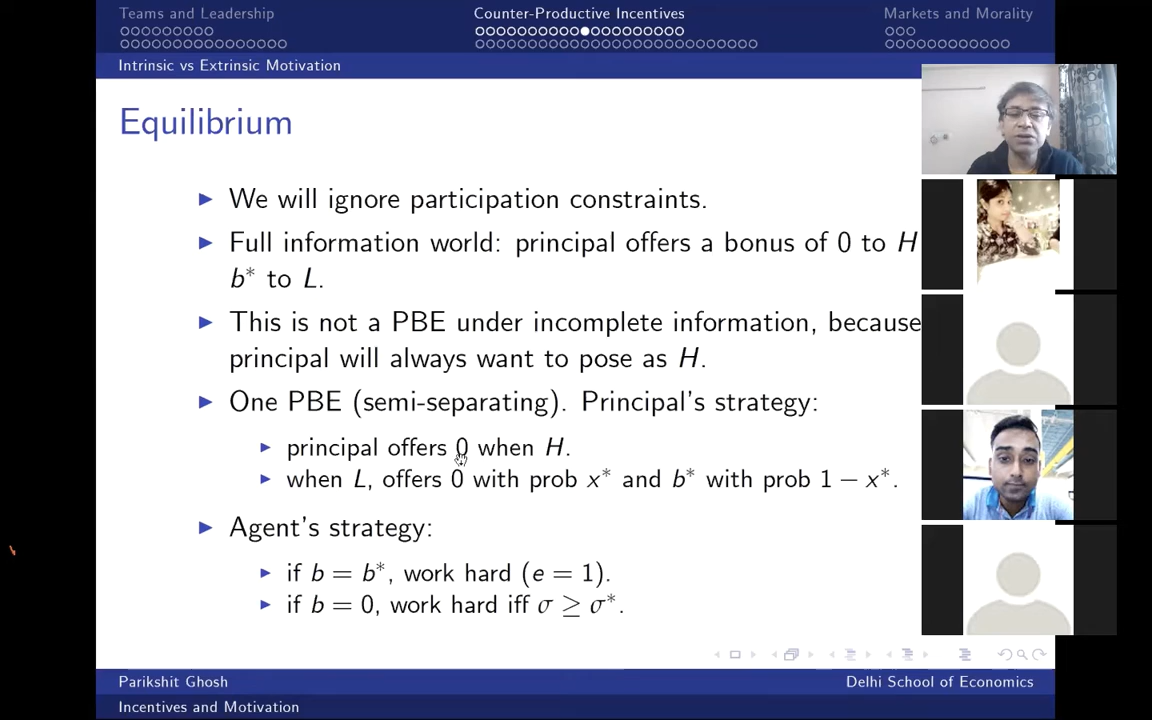 Teams and Leadership
Counter-Productive Incentives
Markets and Morality
Intrinsic vs Extrinsic Motivation
Equilibrium
We will ignore participation constraints.
Full information world: principal offers a bonus of 0 to H
b* to L.
This is not a PBE under incomplete information, because
principal will always want to pose as H.
One PBE (semi-separating). Principal's strategy:
principal offers 0 when H.
when L, offers 0 with prob x* and b* with prob 1 − x*.
Agent's strategy:
if b = b*, work hard (e = 1).
if b = 0, work hard iff σ ≥ σ*.
Parikshit Ghosh
Delhi School of Economics
Incentives and Motivation